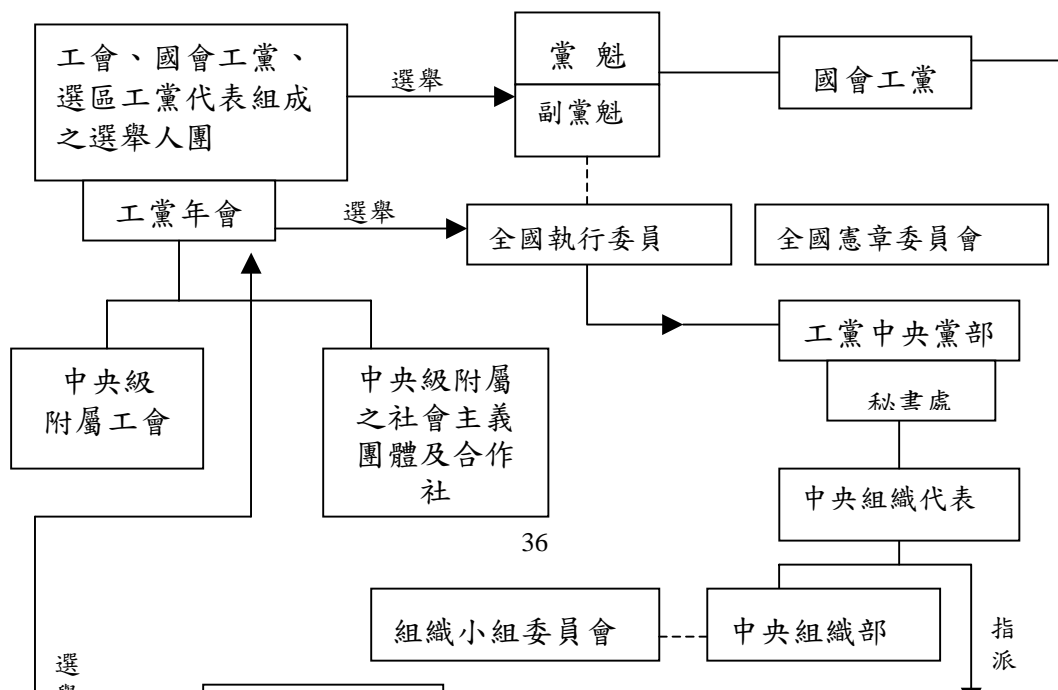 工會、國會工黨、
選區工黨代表組成
之選舉人團
選舉
黨魁
副黨魁
國會工黨
工黨年會
選舉
全國執行委員
全國憲章委員會
工黨中央黨部
秘書處
中央級
附屬工會
中央級附屬
之社會主義
團體及合作
社
中央組織代表
36
組織小組委員會
中央組織部
指
派
選